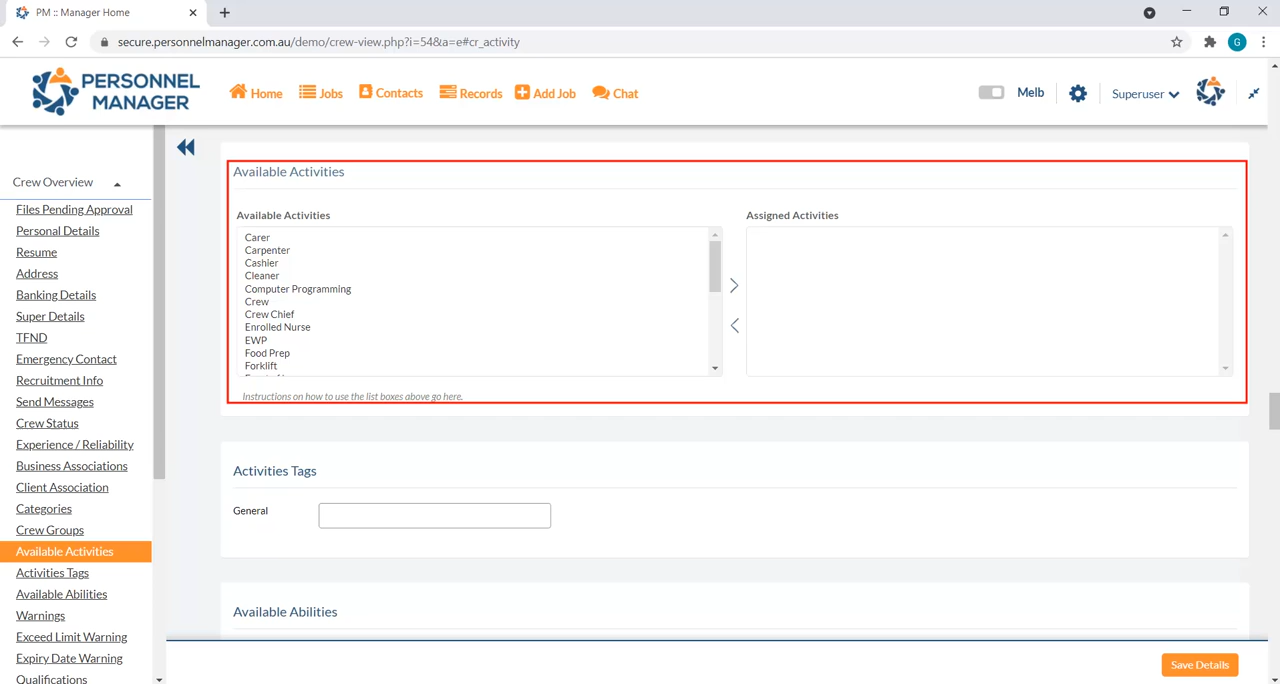 PM :: Manager Home
secure.personnelmanager.com.au/demo/crew-view.php?i=54&a=e#cr_activity
G
PERSONNEL
MANAGER
Home
Jobs
Contacts
Records
Add Job
Chat
Melb
Superuser
Crew Overview
Files Pending Approval
Personal Details
Resume
Address
Banking Details
Super Details
TFND
Emergency Contact
Recruitment Info
Send Messages
Crew Status
Experience / Reliability
Business Associations
Client Association
Categories
Crew Groups
Available Activities
Activities Tags
Available Abilities
Warnings
Exceed Limit Warning
Expiry Date Warning
Qualifications
Available Activities
Available Activities
Carer
Carpenter
Cashier
Cleaner
Computer Programming
Crew
Crew Chief
Enrolled Nurse
EWP
Food Prep
Forklift
Assigned Activities
Instructions on how to use the list boxes above go here.
Activities Tags
General
Available Abilities
Save Details